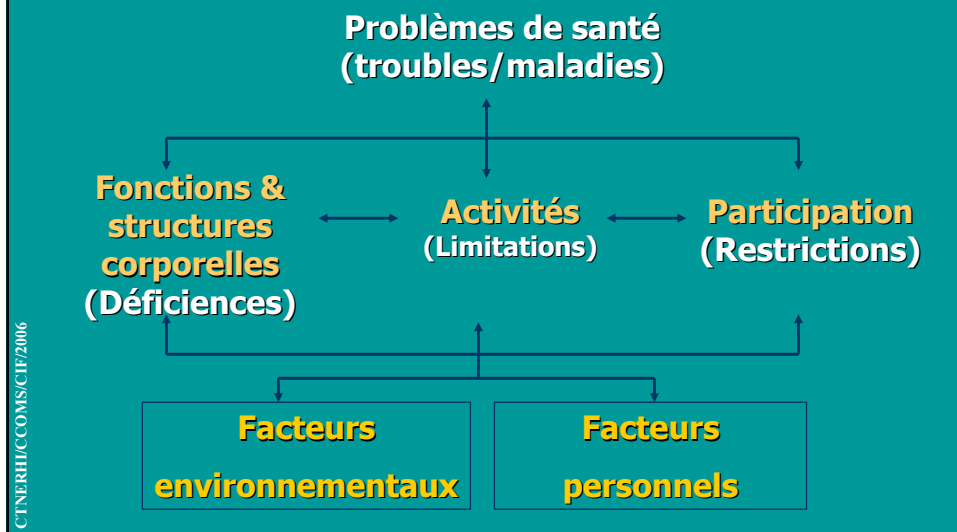 Problèmes de santé
(troubles/maladies)
Fonctions &
structures
corporelles
(Déficiences)
Activités
(Limitations)
Participation
(Restrictions)
Facteurs
environnementaux
Facteurs
personnels
CTNERHI/CCOMS/CIF/2006